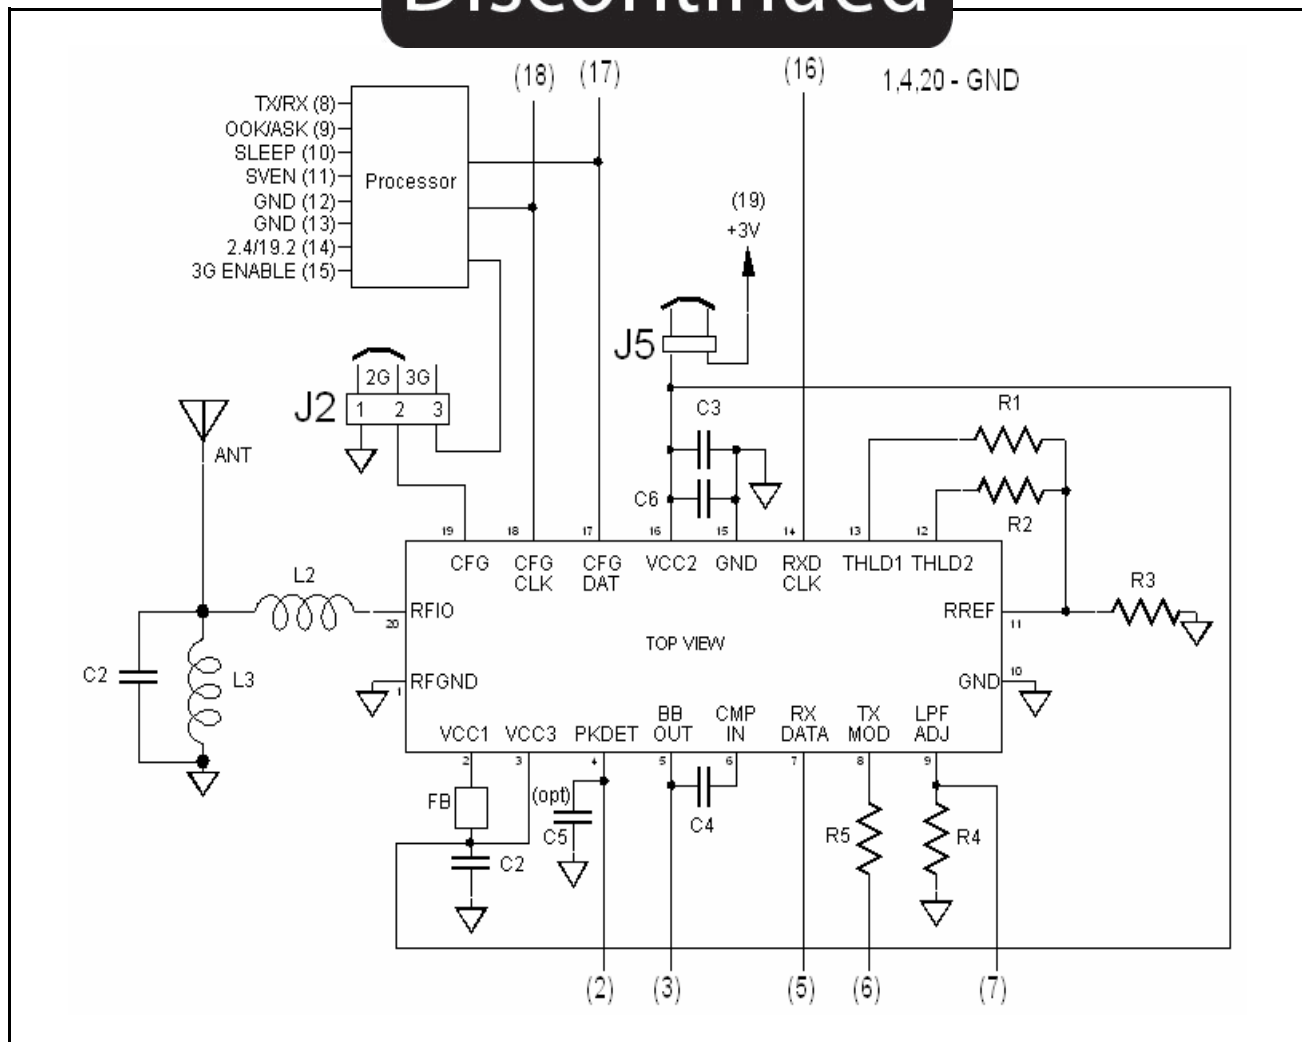 Discontinued
(18) (17) (16) 1,4,20 - GND
TX/RX (8)
OOK/ASK (9)
SLEEP (10)
SVEN (11)
GND (12)
GND (13)
2.4/19.2 (14)
3G ENABLE (15)
Processor
(19)
+3V
J5
J2
2G 3G
1 2 3
ANT
C3
C6
R1
R2
R3
19 18 17 16 15 14 13 12
CFG
CFG CLK
CFG DAT
VCC2
GND
RXD CLK
THLD1
THLD2
L2
RFIO
20
RREF
11
TOP VIEW
C2
L3
RFGND
1
GND
10
VCC1
VCC3
PKDET
BB OUT
CMP IN
RX DATA
TX MOD
LPF ADJ
2 3 4 5 6 7 8 9
FB
(opt)
C5
C4
R5
R4
C2
(2) (3) (5) (6) (7)